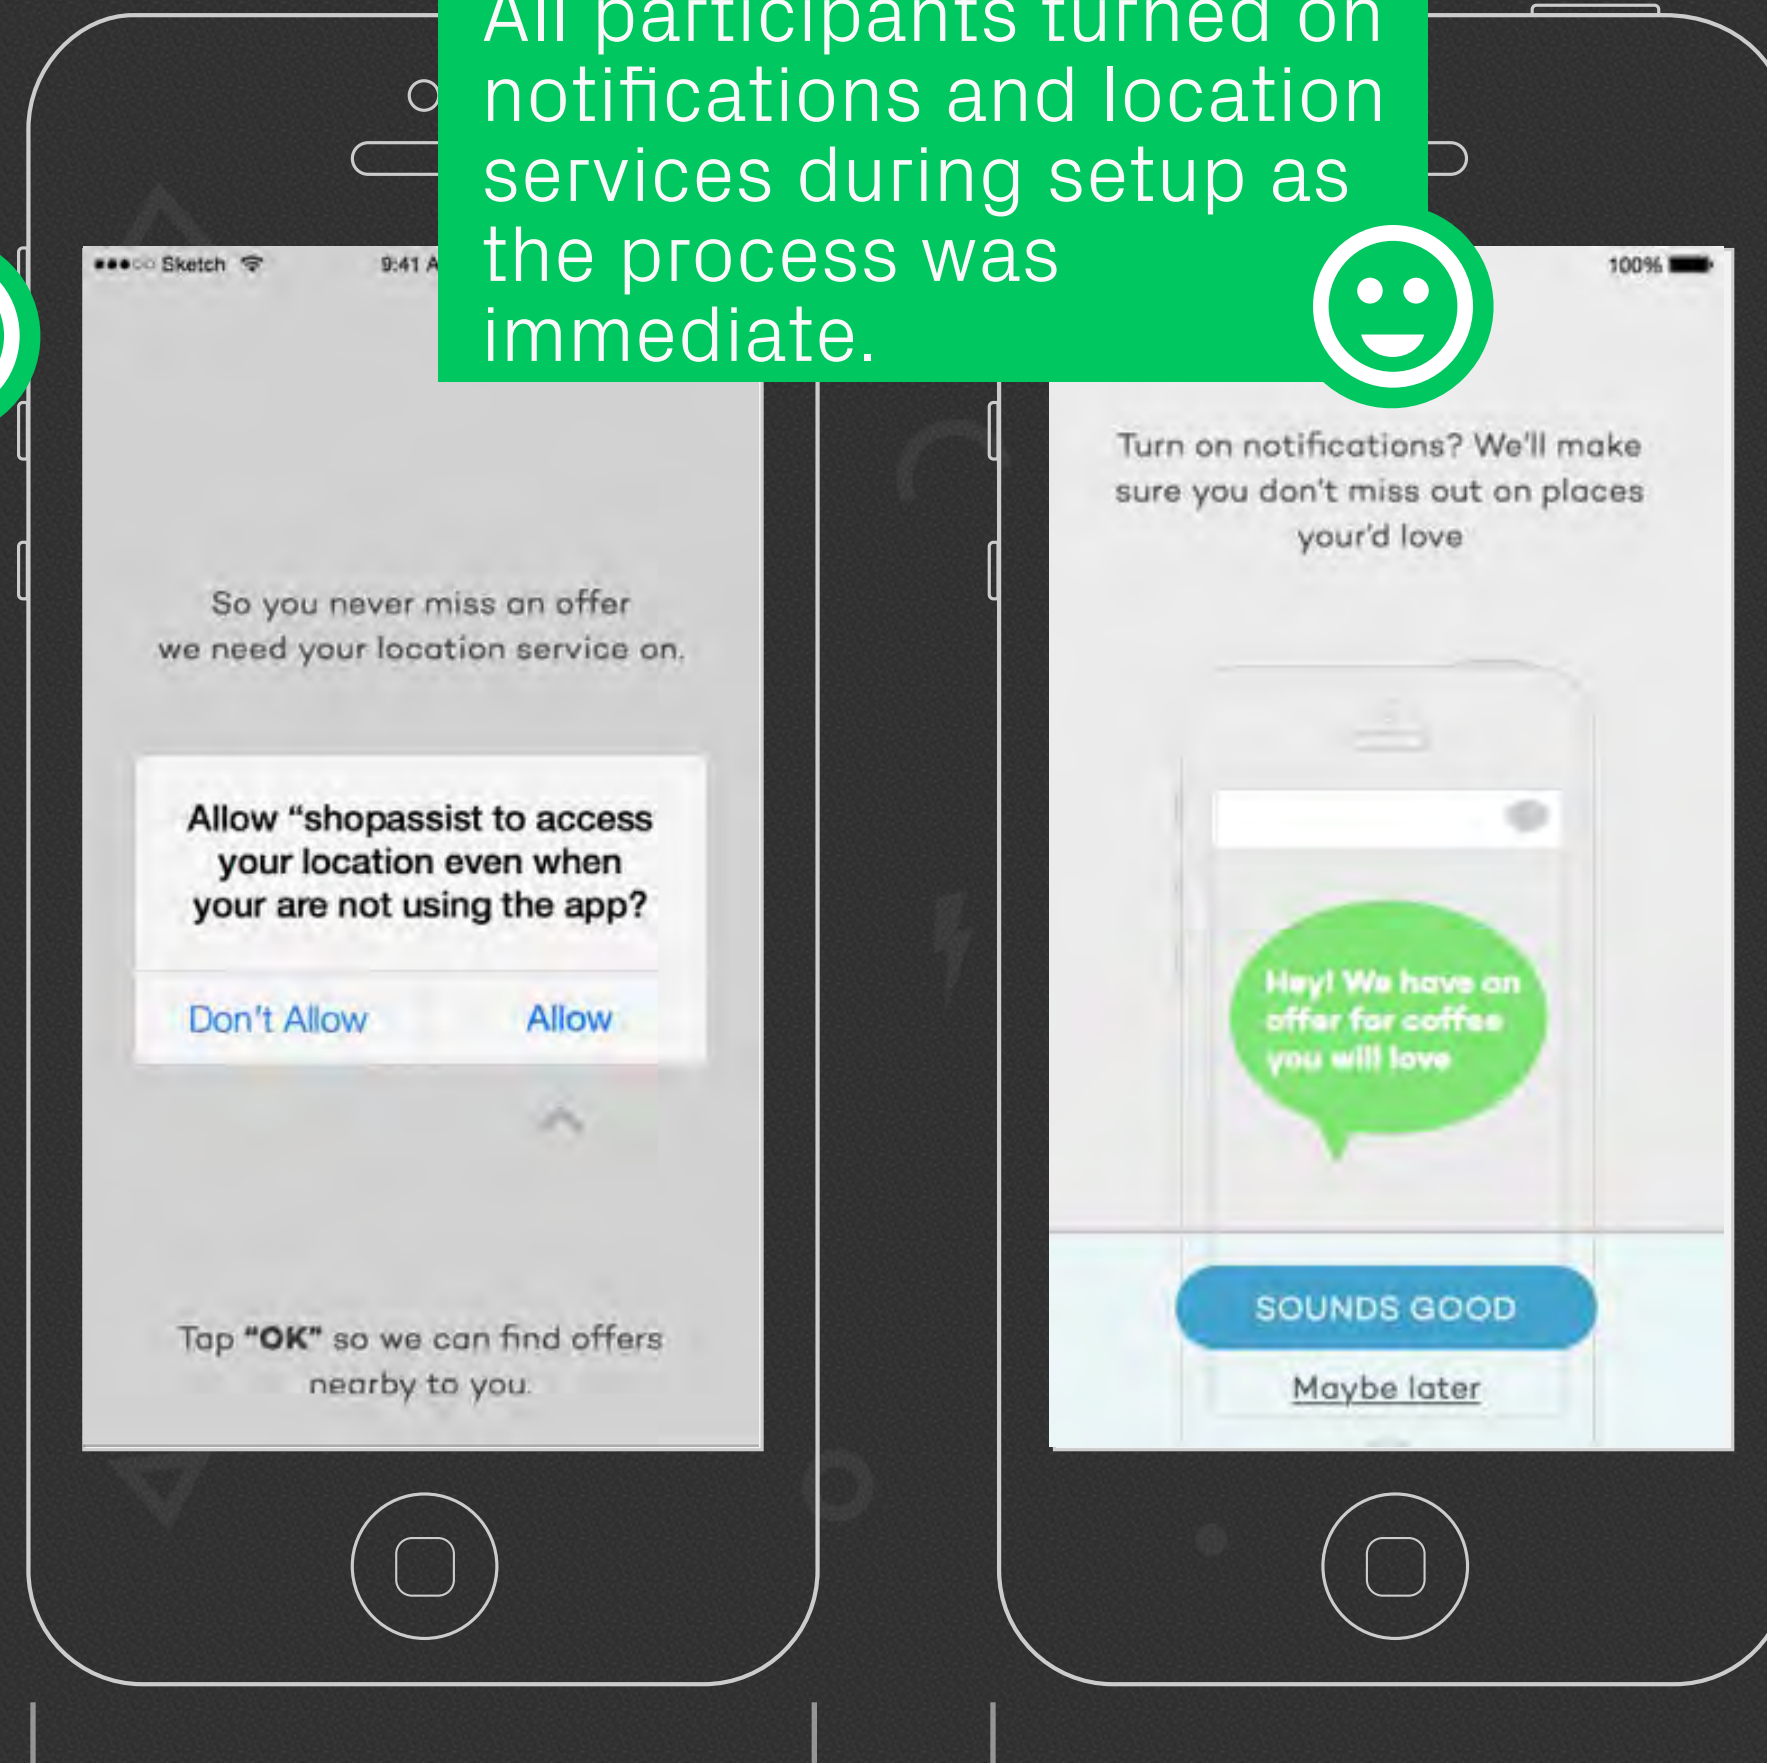 All participants turned on
notifications and location
services during setup as
the process was
immediate.
Sketch 9:41 A
So you never miss an offer
we need your location service on.
Allow “shopassist to access
your location even when
your are not using the app?
Don't Allow Allow
Tap "OK" so we can find offers
nearby to you.
100%
Turn on notifications? We'll make
sure you don't miss out on places
your'd love
Hey! We have an
offer for coffee
you will love
SOUNDS GOOD
Maybe later